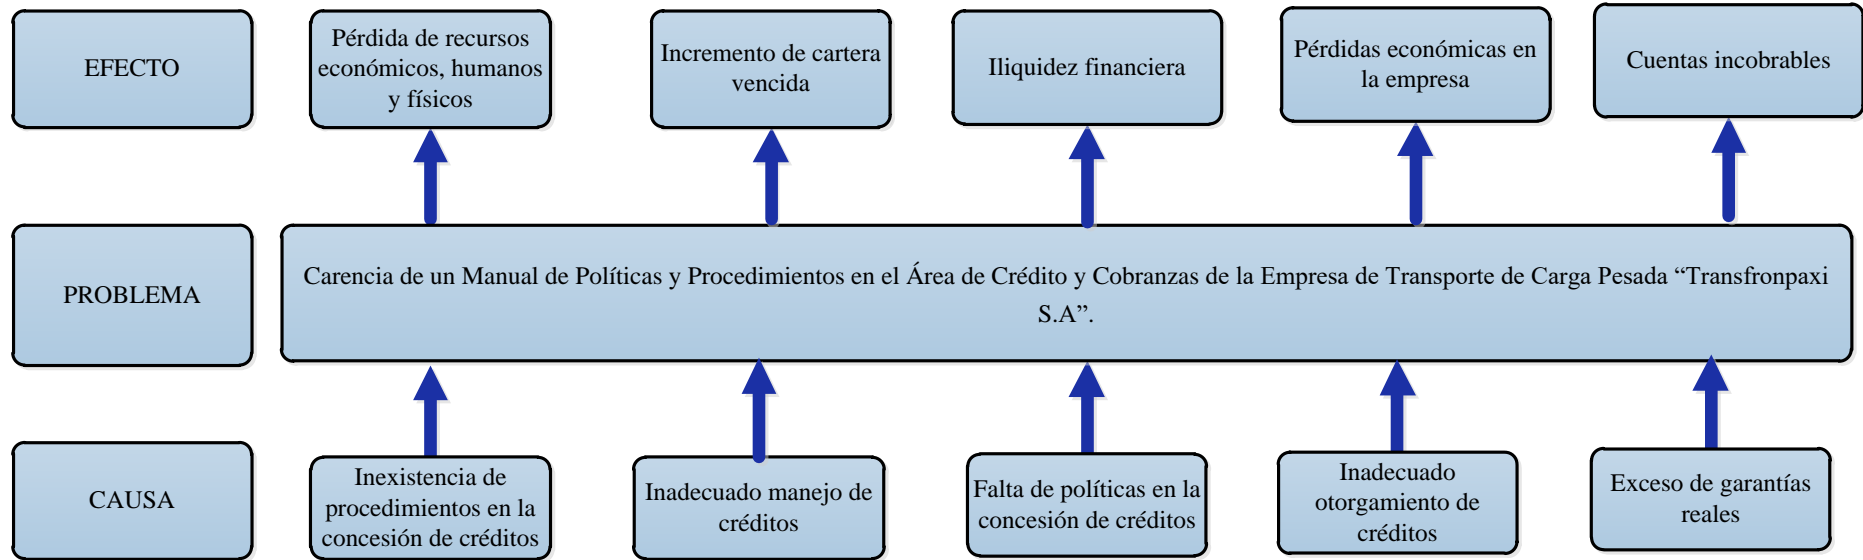 EFECTO
Pérdida de recursos
económicos, humanos
y físicos
Incremento de cartera
vencida
Iliquidez financiera
Pérdidas económicas en
la empresa
Cuentas incobrables
PROBLEMA
Carencia de un Manual de Políticas y Procedimientos en el Área de Crédito y Cobranzas de la Empresa de Transporte de Carga Pesada “Transfronpaxi
S.A”.
CAUSA
Inexistencia de
procedimientos en la
concesión de créditos
Inadecuado manejo de
créditos
Falta de políticas en la
concesión de créditos
Inadecuado
otorgamiento de
créditos
Exceso de garantías
reales